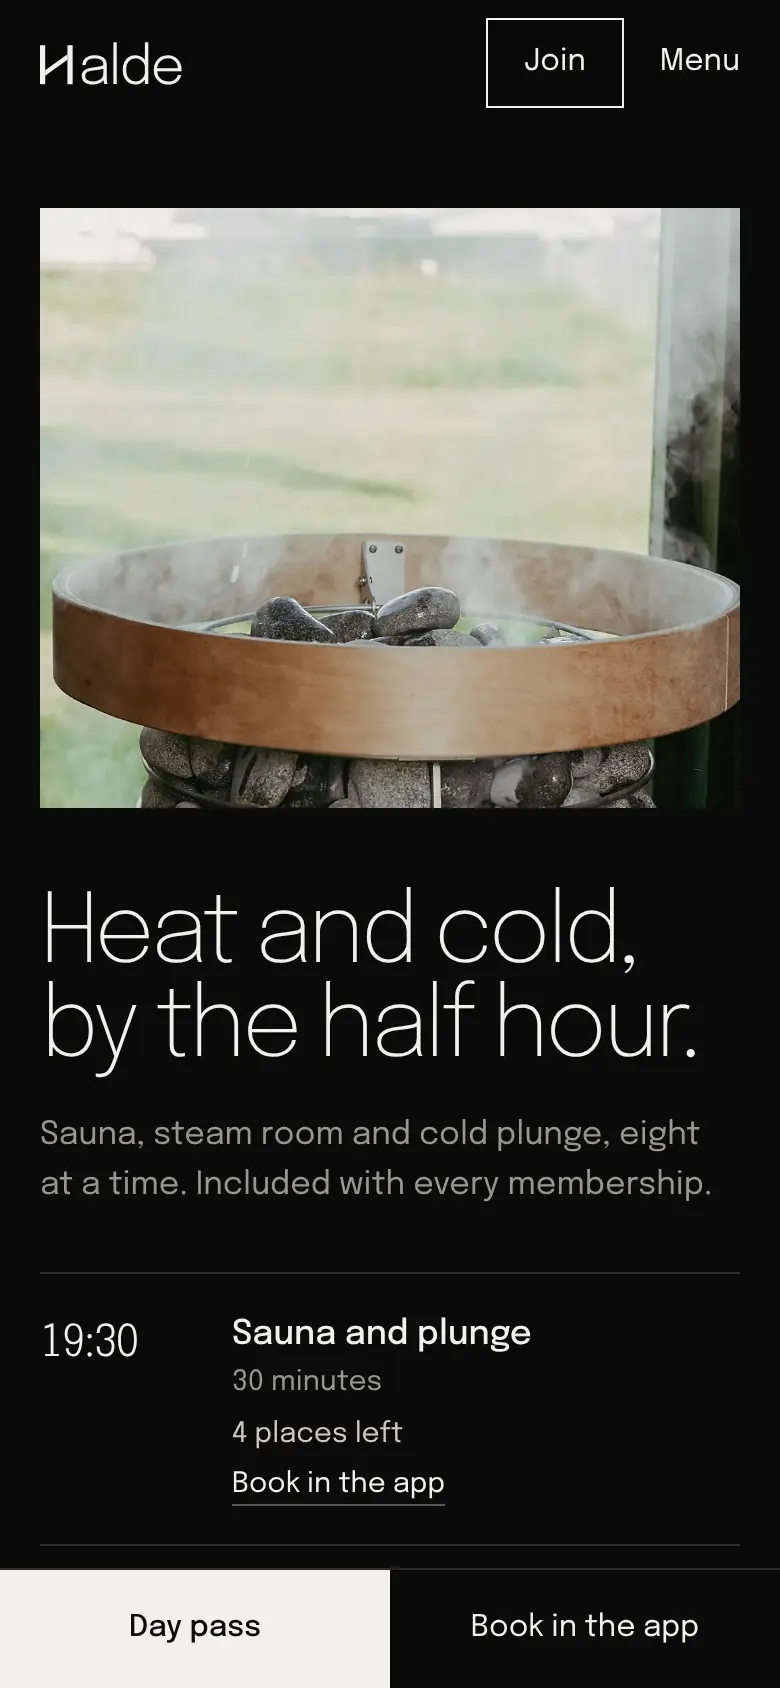 Halde
Join
Menu
Heat and cold,
by the half hour.
Sauna, steam room and cold plunge, eight
at a time. Included with every membership.
19:30
Sauna and plunge
30 minutes
4 places left
Book in the app
Day pass
Book in the app